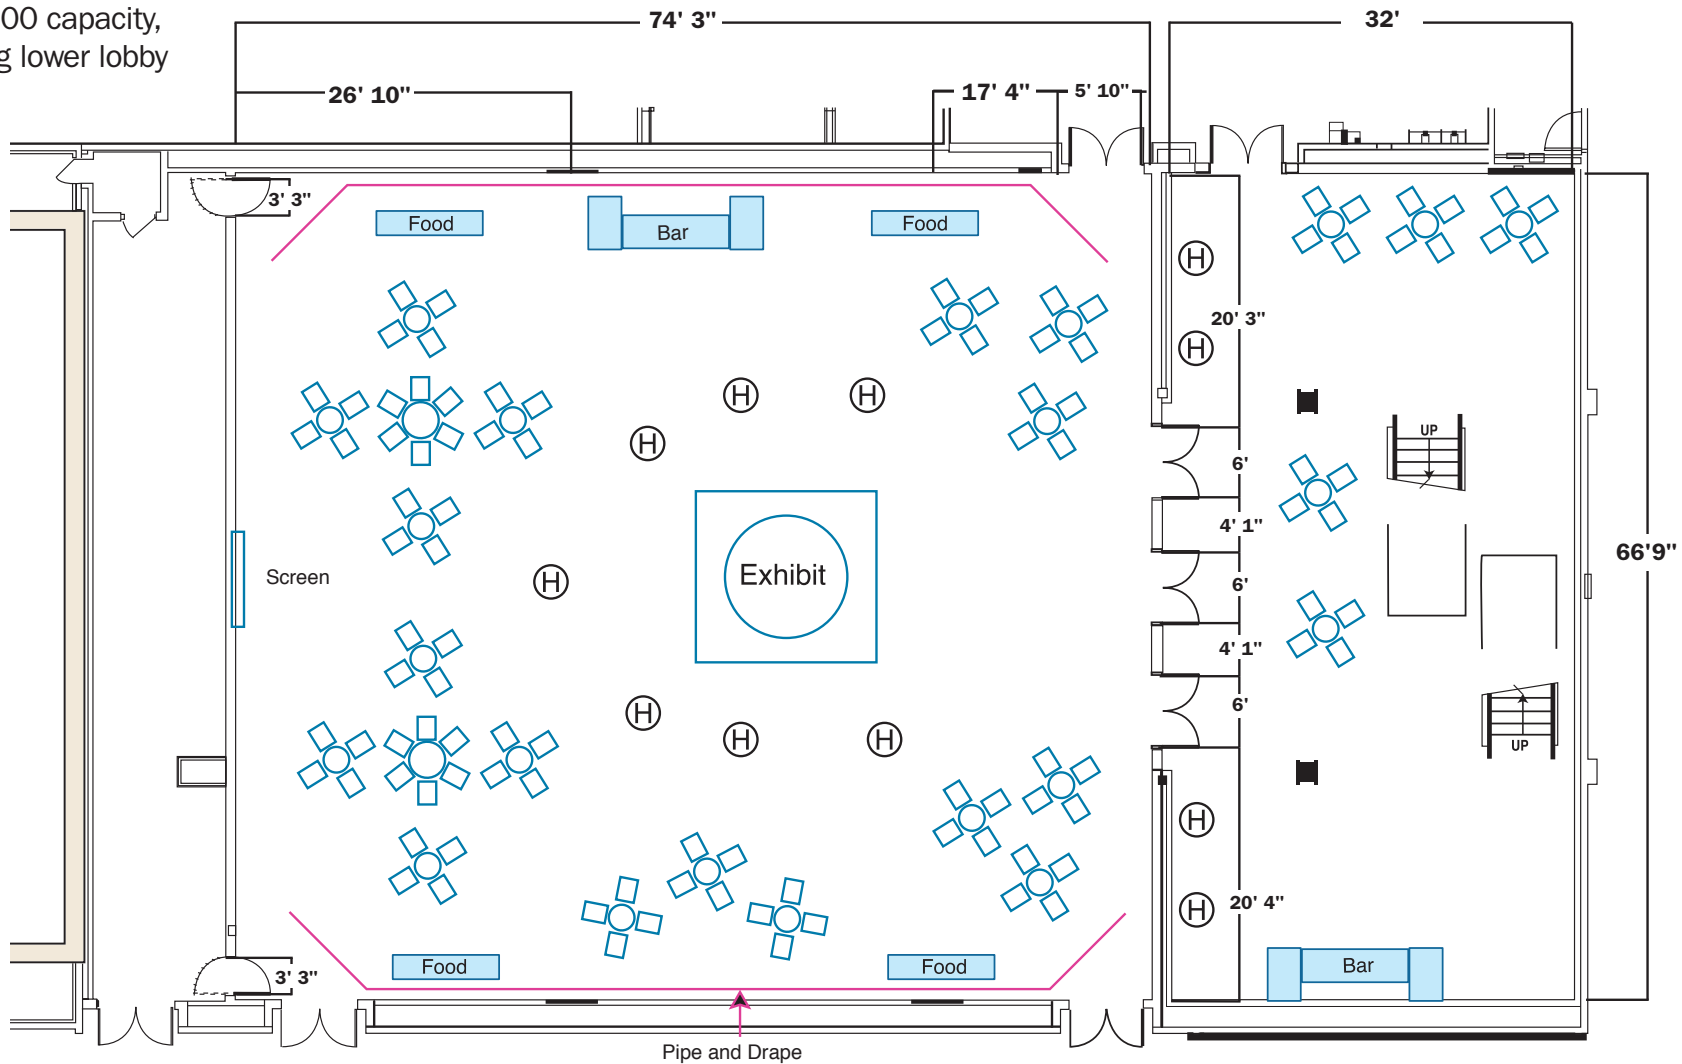 00 capacity,
g lower lobby
74' 3"
32'
26' 10"
17' 4"
5' 10"
3' 3"
Food
Bar
Food
H
20' 3"
H
H
H
H
UP
6'
4' 1"
Screen
Exhibit
H
6'
66'9"
4' 1"
6'
H
H
H
UP
H
H
20' 4"
3' 3"
Food
Food
Bar
Pipe and Drape